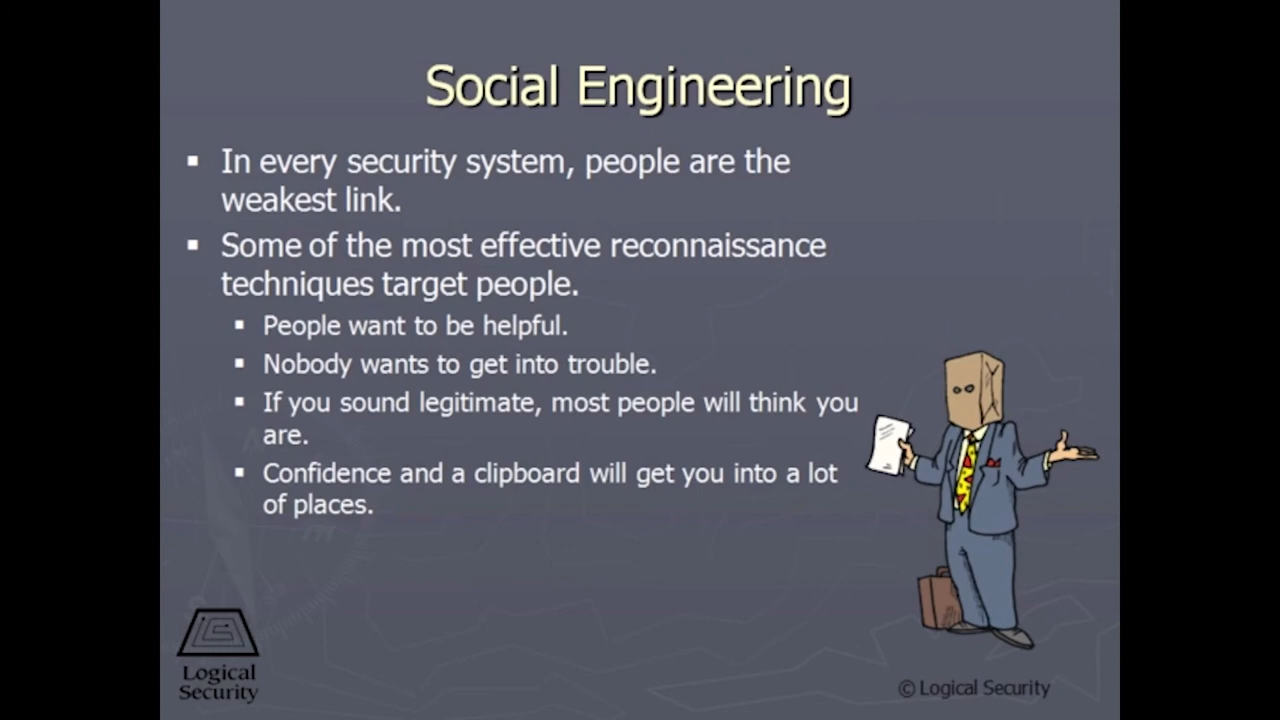 Social Engineering
▪ In every security system, people are the
weakest link.
▪ Some of the most effective reconnaissance
techniques target people.
▪ People want to be helpful.
▪ Nobody wants to get into trouble.
▪ If you sound legitimate, most people will think you
are.
▪ Confidence and a clipboard will get you into a lot
of places.
Logical
Security
© Logical Security